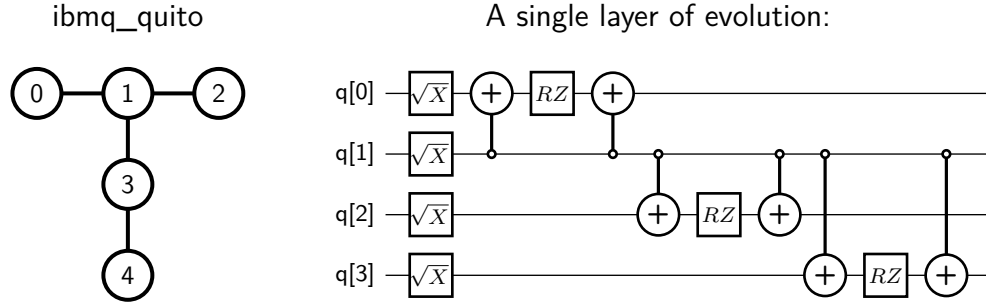 ibmq_quito
0 1 2
3
4
A single layer of evolution:
q[0] √X + RZ +
q[1] √X
q[2] √X + RZ +
q[3] √X + RZ +